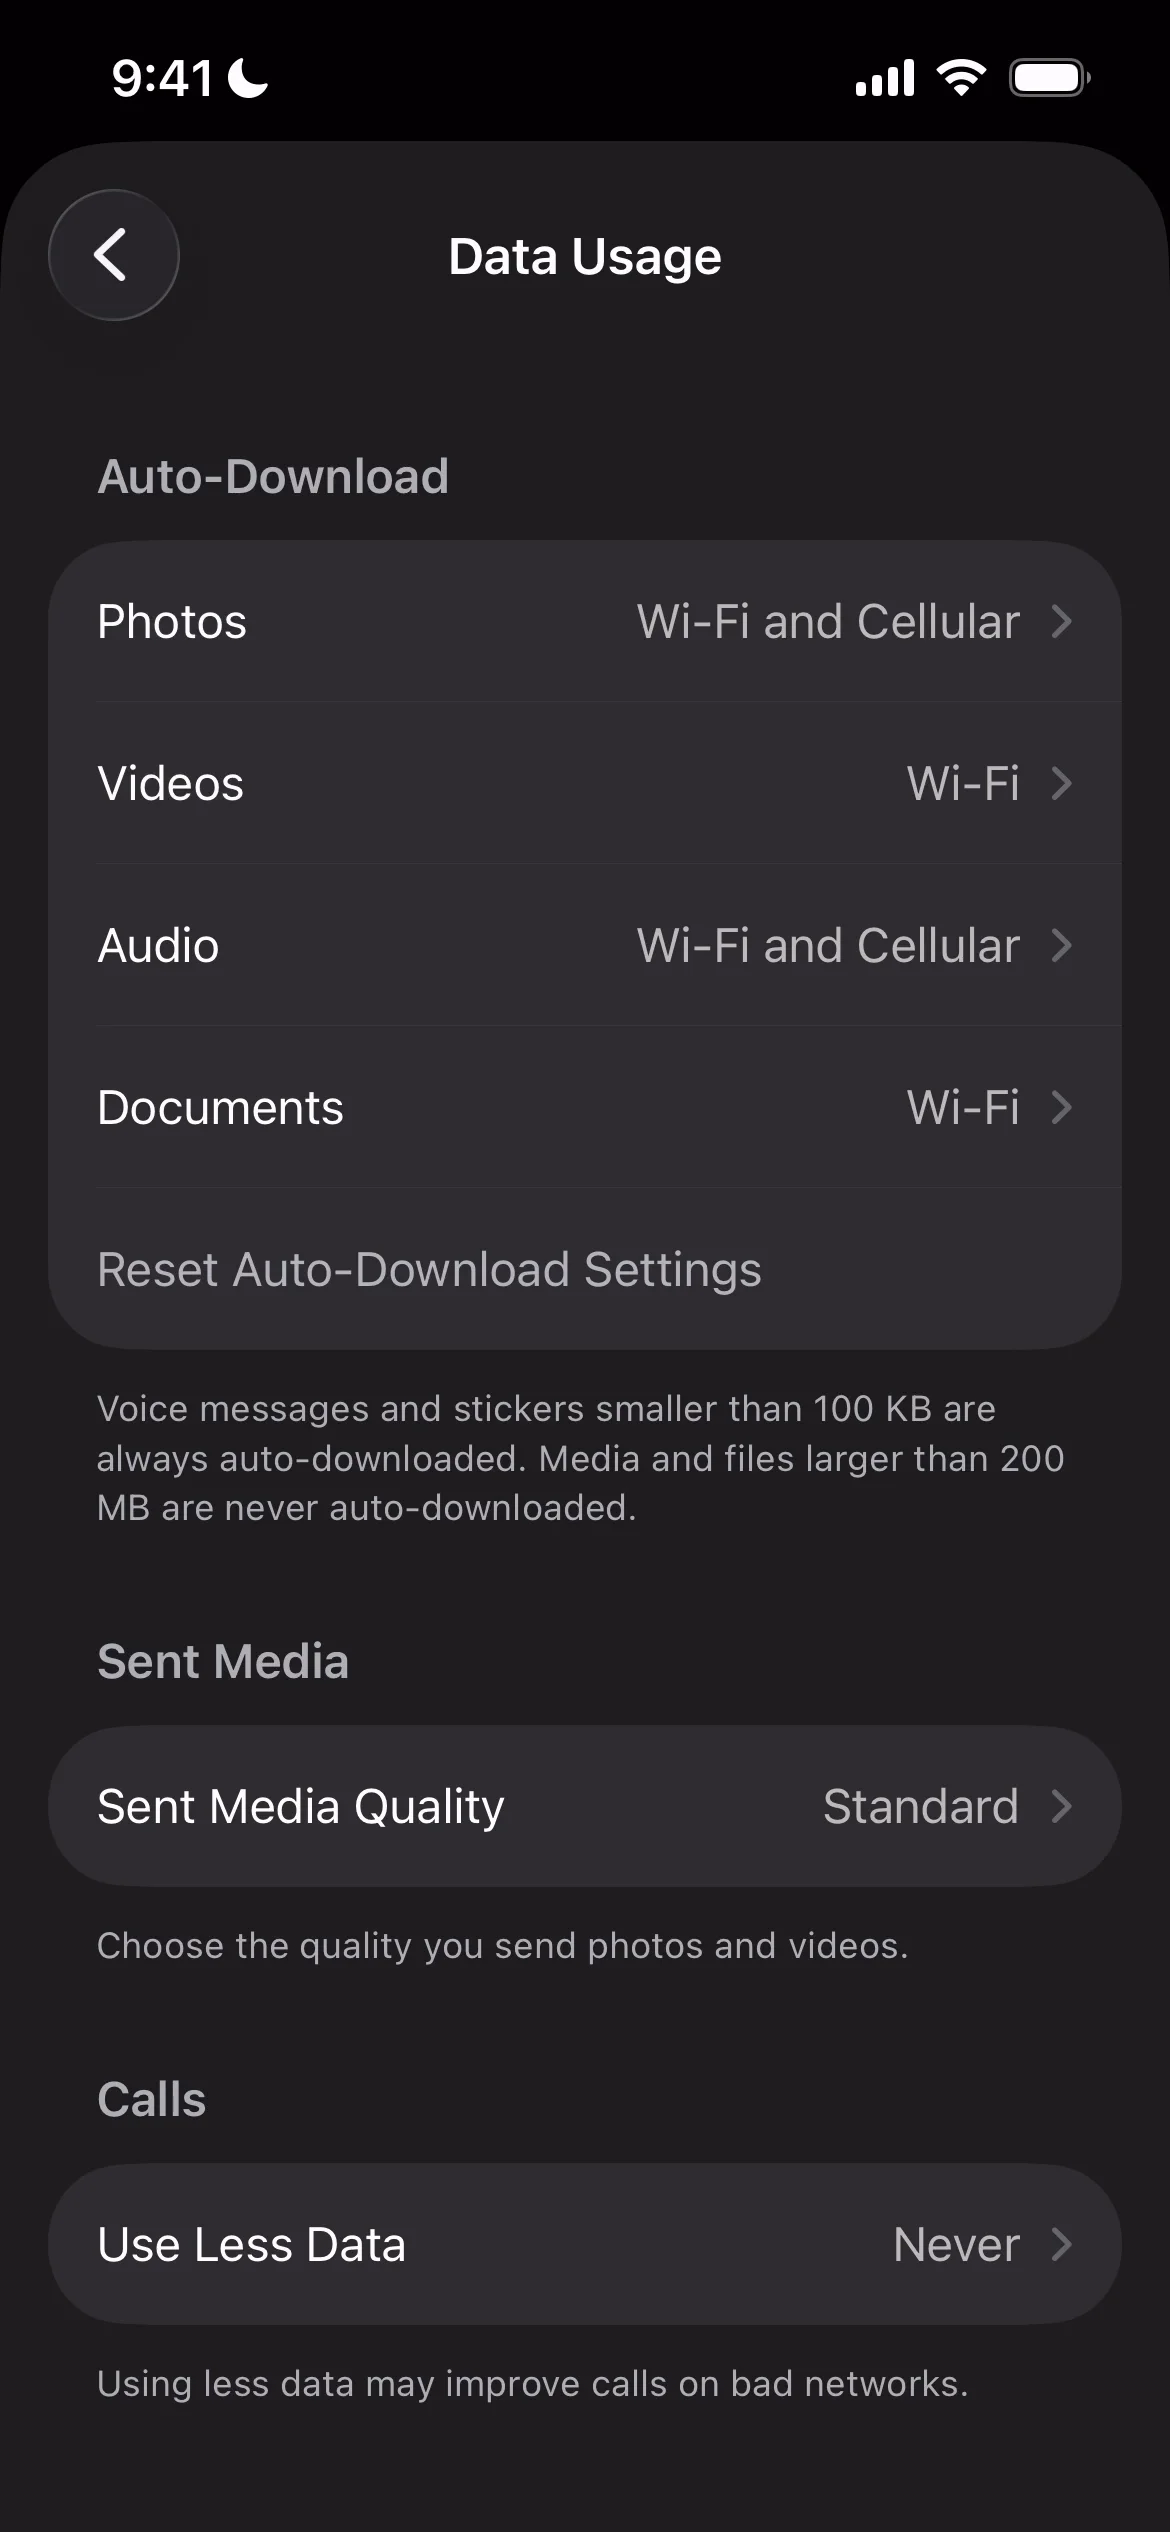 9:41
Data Usage
Auto-Download
Photos Wi-Fi and Cellular
Videos Wi-Fi
Audio Wi-Fi and Cellular
Documents Wi-Fi
Reset Auto-Download Settings
Voice messages and stickers smaller than 100 KB are
always auto-downloaded. Media and files larger than 200
MB are never auto-downloaded.
Sent Media
Sent Media Quality Standard
Choose the quality you send photos and videos.
Calls
Use Less Data Never
Using less data may improve calls on bad networks.